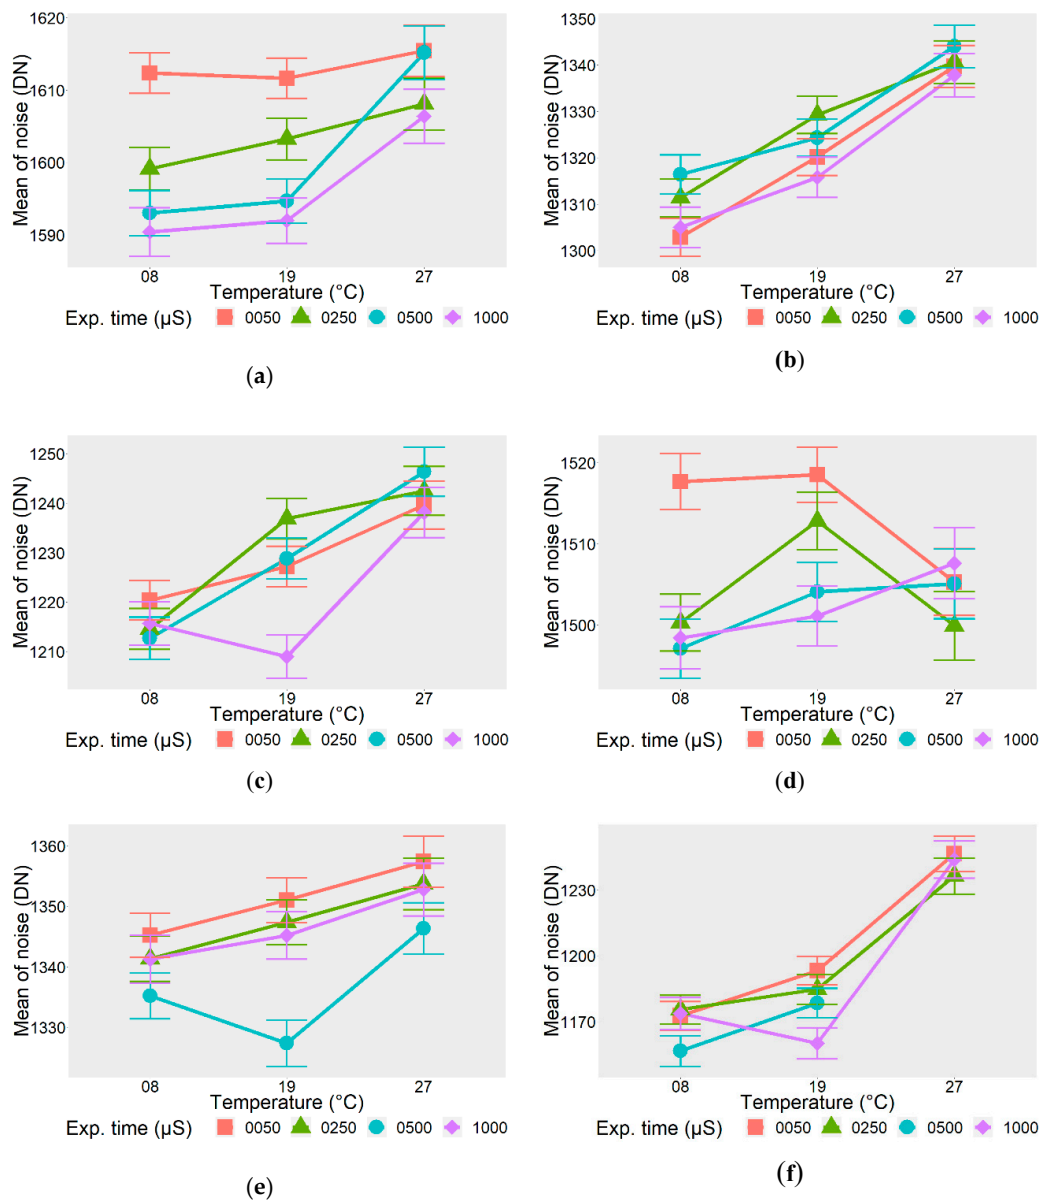 1620
1610
1600
1590
Mean of noise (DN)
08 19 27
Temperature (°C)
Exp. time (µS) 0050 0250 0500 1000
(a)
1350
1340
1330
1320
1310
1300
Mean of noise (DN)
08 19 27
Temperature (°C)
Exp. time (µS) 0050 0250 0500 1000
(b)
1250
1240
1230
1220
1210
Mean of noise (DN)
08 19 27
Temperature (°C)
Exp. time (µS) 0050 0250 0500 1000
(c)
1520
1510
1500
Mean of noise (DN)
08 19 27
Temperature (°C)
Exp. time (µS) 0050 0250 0500 1000
(d)
1360
1350
1340
1330
Mean of noise (DN)
08 19 27
Temperature (°C)
Exp. time (µS) 0050 0250 0500 1000
(e)
1230
1200
1170
Mean of noise (DN)
08 19 27
Temperature (°C)
Exp. time (µS) 0050 0250 0500 1000
(f)